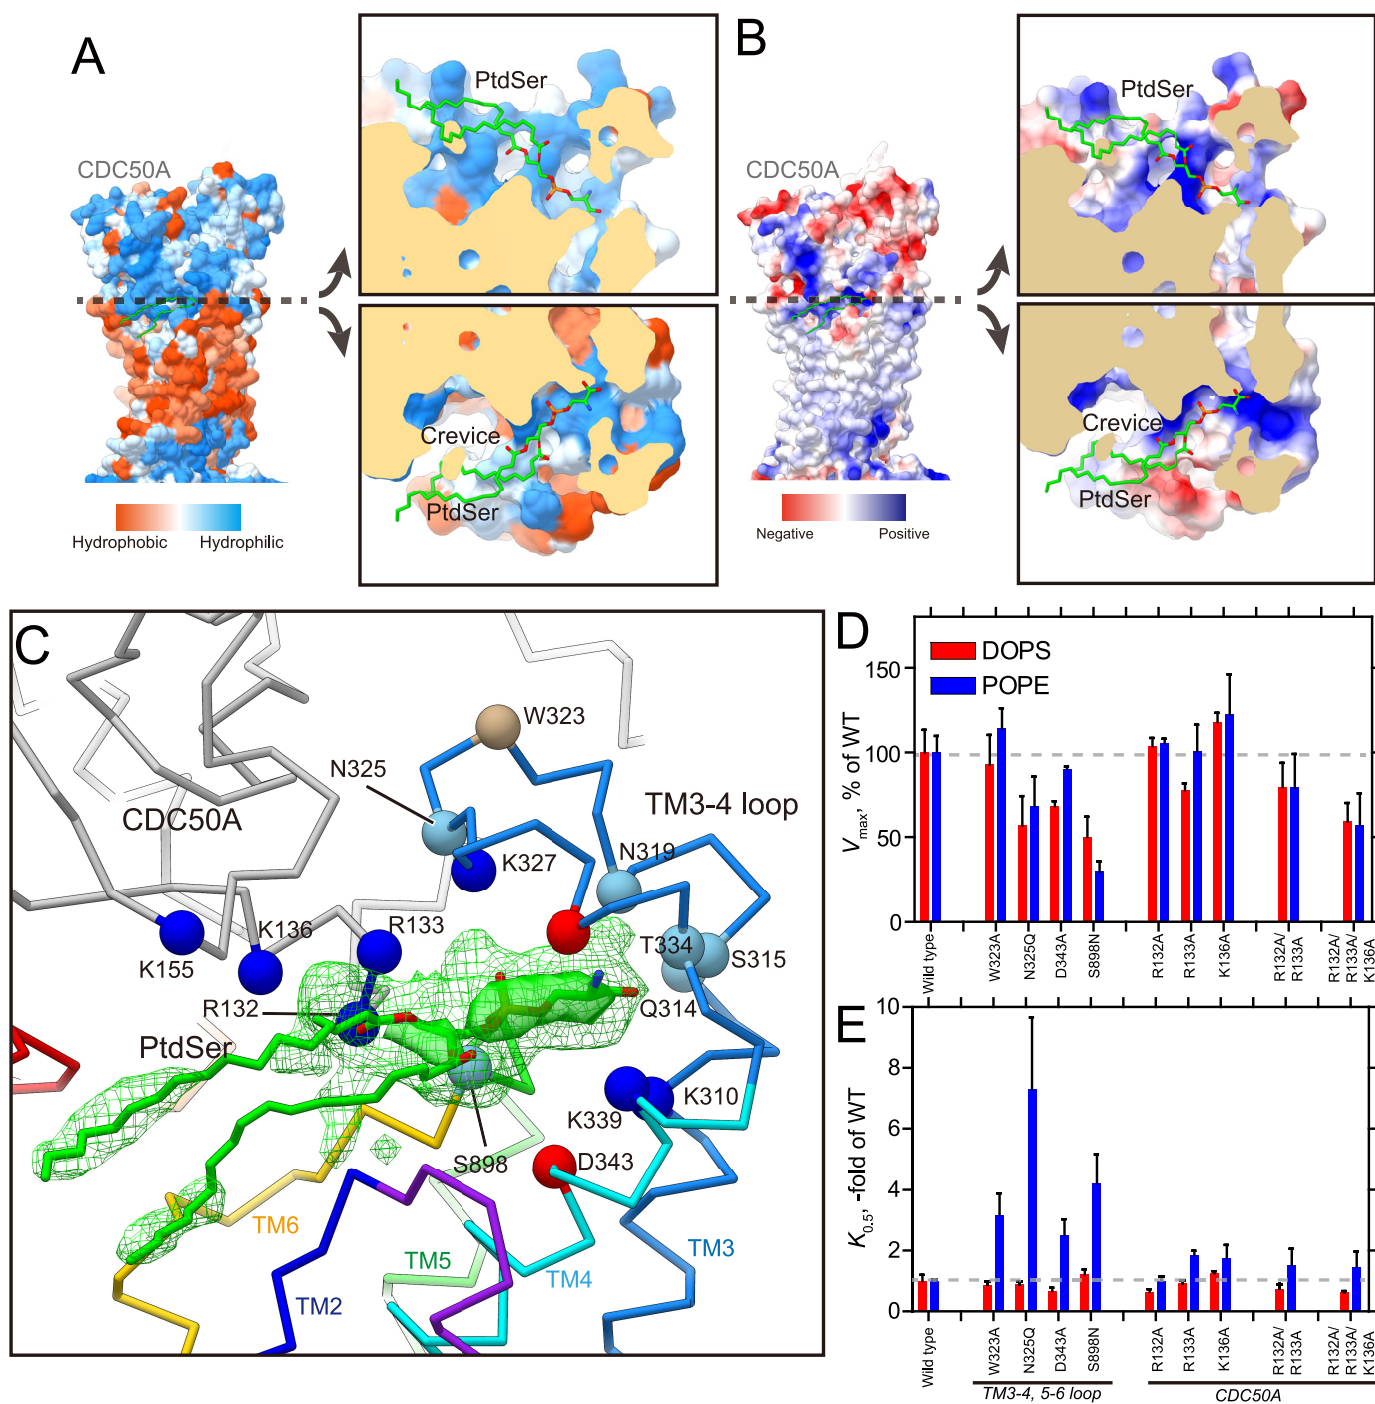 A
CDC50A
Hydrophobic Hydrophilic
PtdSer
Crevice
PtdSer
B
CDC50A
Negative Positive
PtdSer
Crevice
PtdSer
C
W323
N325
TM3-4 loop
CDC50A
K327
N319
K136
R133
T334
S315
K155
R132
Q314
PtdSer
K339
K310
S898
D343
TM6
TM5
TM3
TM4
TM2
D
DOPS
POPE
Vmax, % of WT
150
100
50
0
Wild type
W323A
N325Q
D343A
S898N
R132A
R133A
K136A
R132A/
R133A
R132A/
R133A/
K136A
E
K0.5, -fold of WT
10
8
6
4
2
0
Wild type
W323A
N325Q
D343A
S898N
R132A
R133A
K136A
R132A/
R133A
R132A/
R133A/
K136A
TM3-4, 5-6 loop
CDC50A